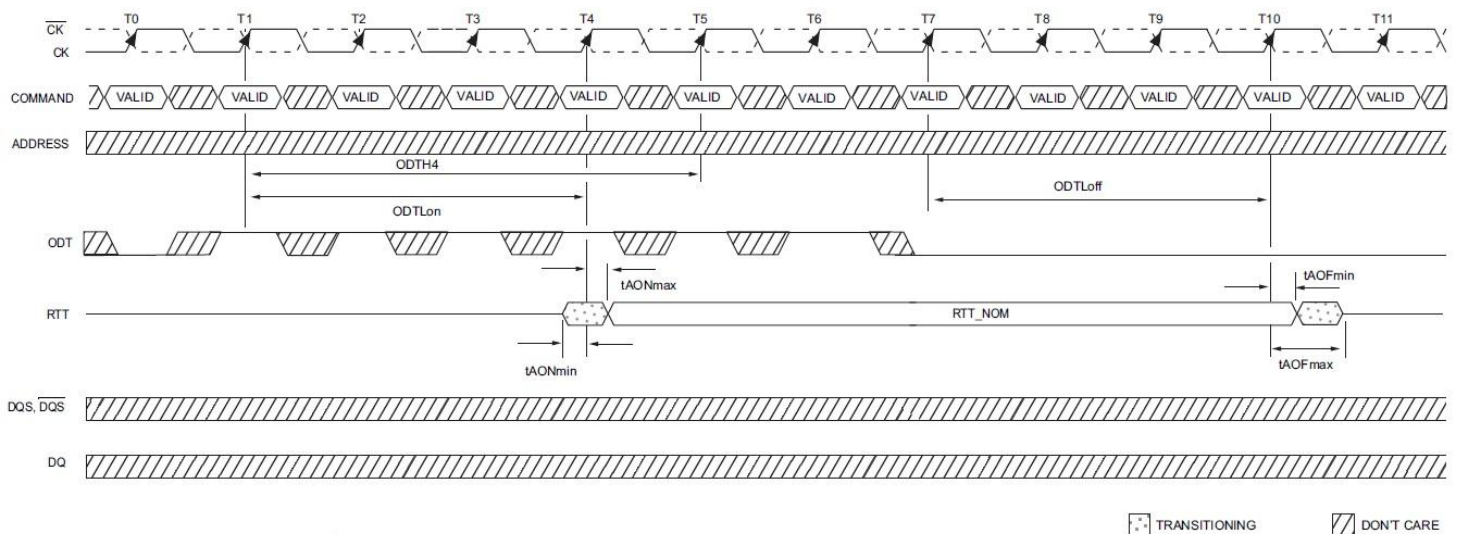 T0 T1 T2 T3 T4 T5 T6 T7 T8 T9 T10 T11
CK
CK
COMMAND VALID VALID VALID VALID VALID VALID VALID VALID VALID VALID VALID VALID
ADDRESS
ODTH4
ODTLoff
ODTLon
ODT
tAONmax
tAOFmin
RTT
RTT_NOM
tAONmin
tAOFmax
DQS, DQS
DQ
TRANSITIONING
DON'T CARE